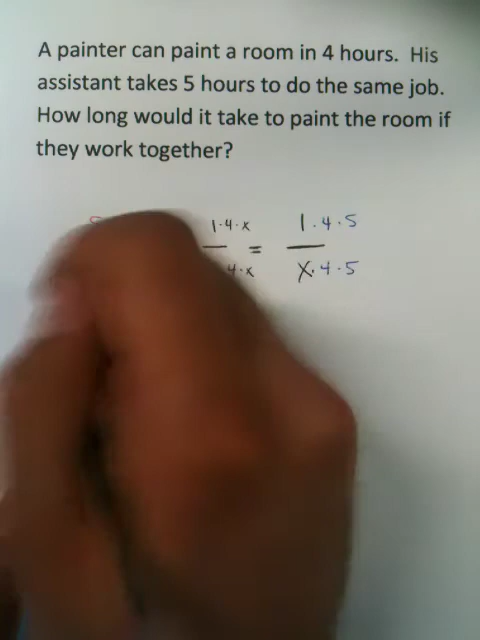 A painter can paint a room in 4 hours. His
assistant takes 5 hours to do the same job.
How long would it take to paint the room if
they work together?
1·4·x = 1·4·5
4·x x·4·5